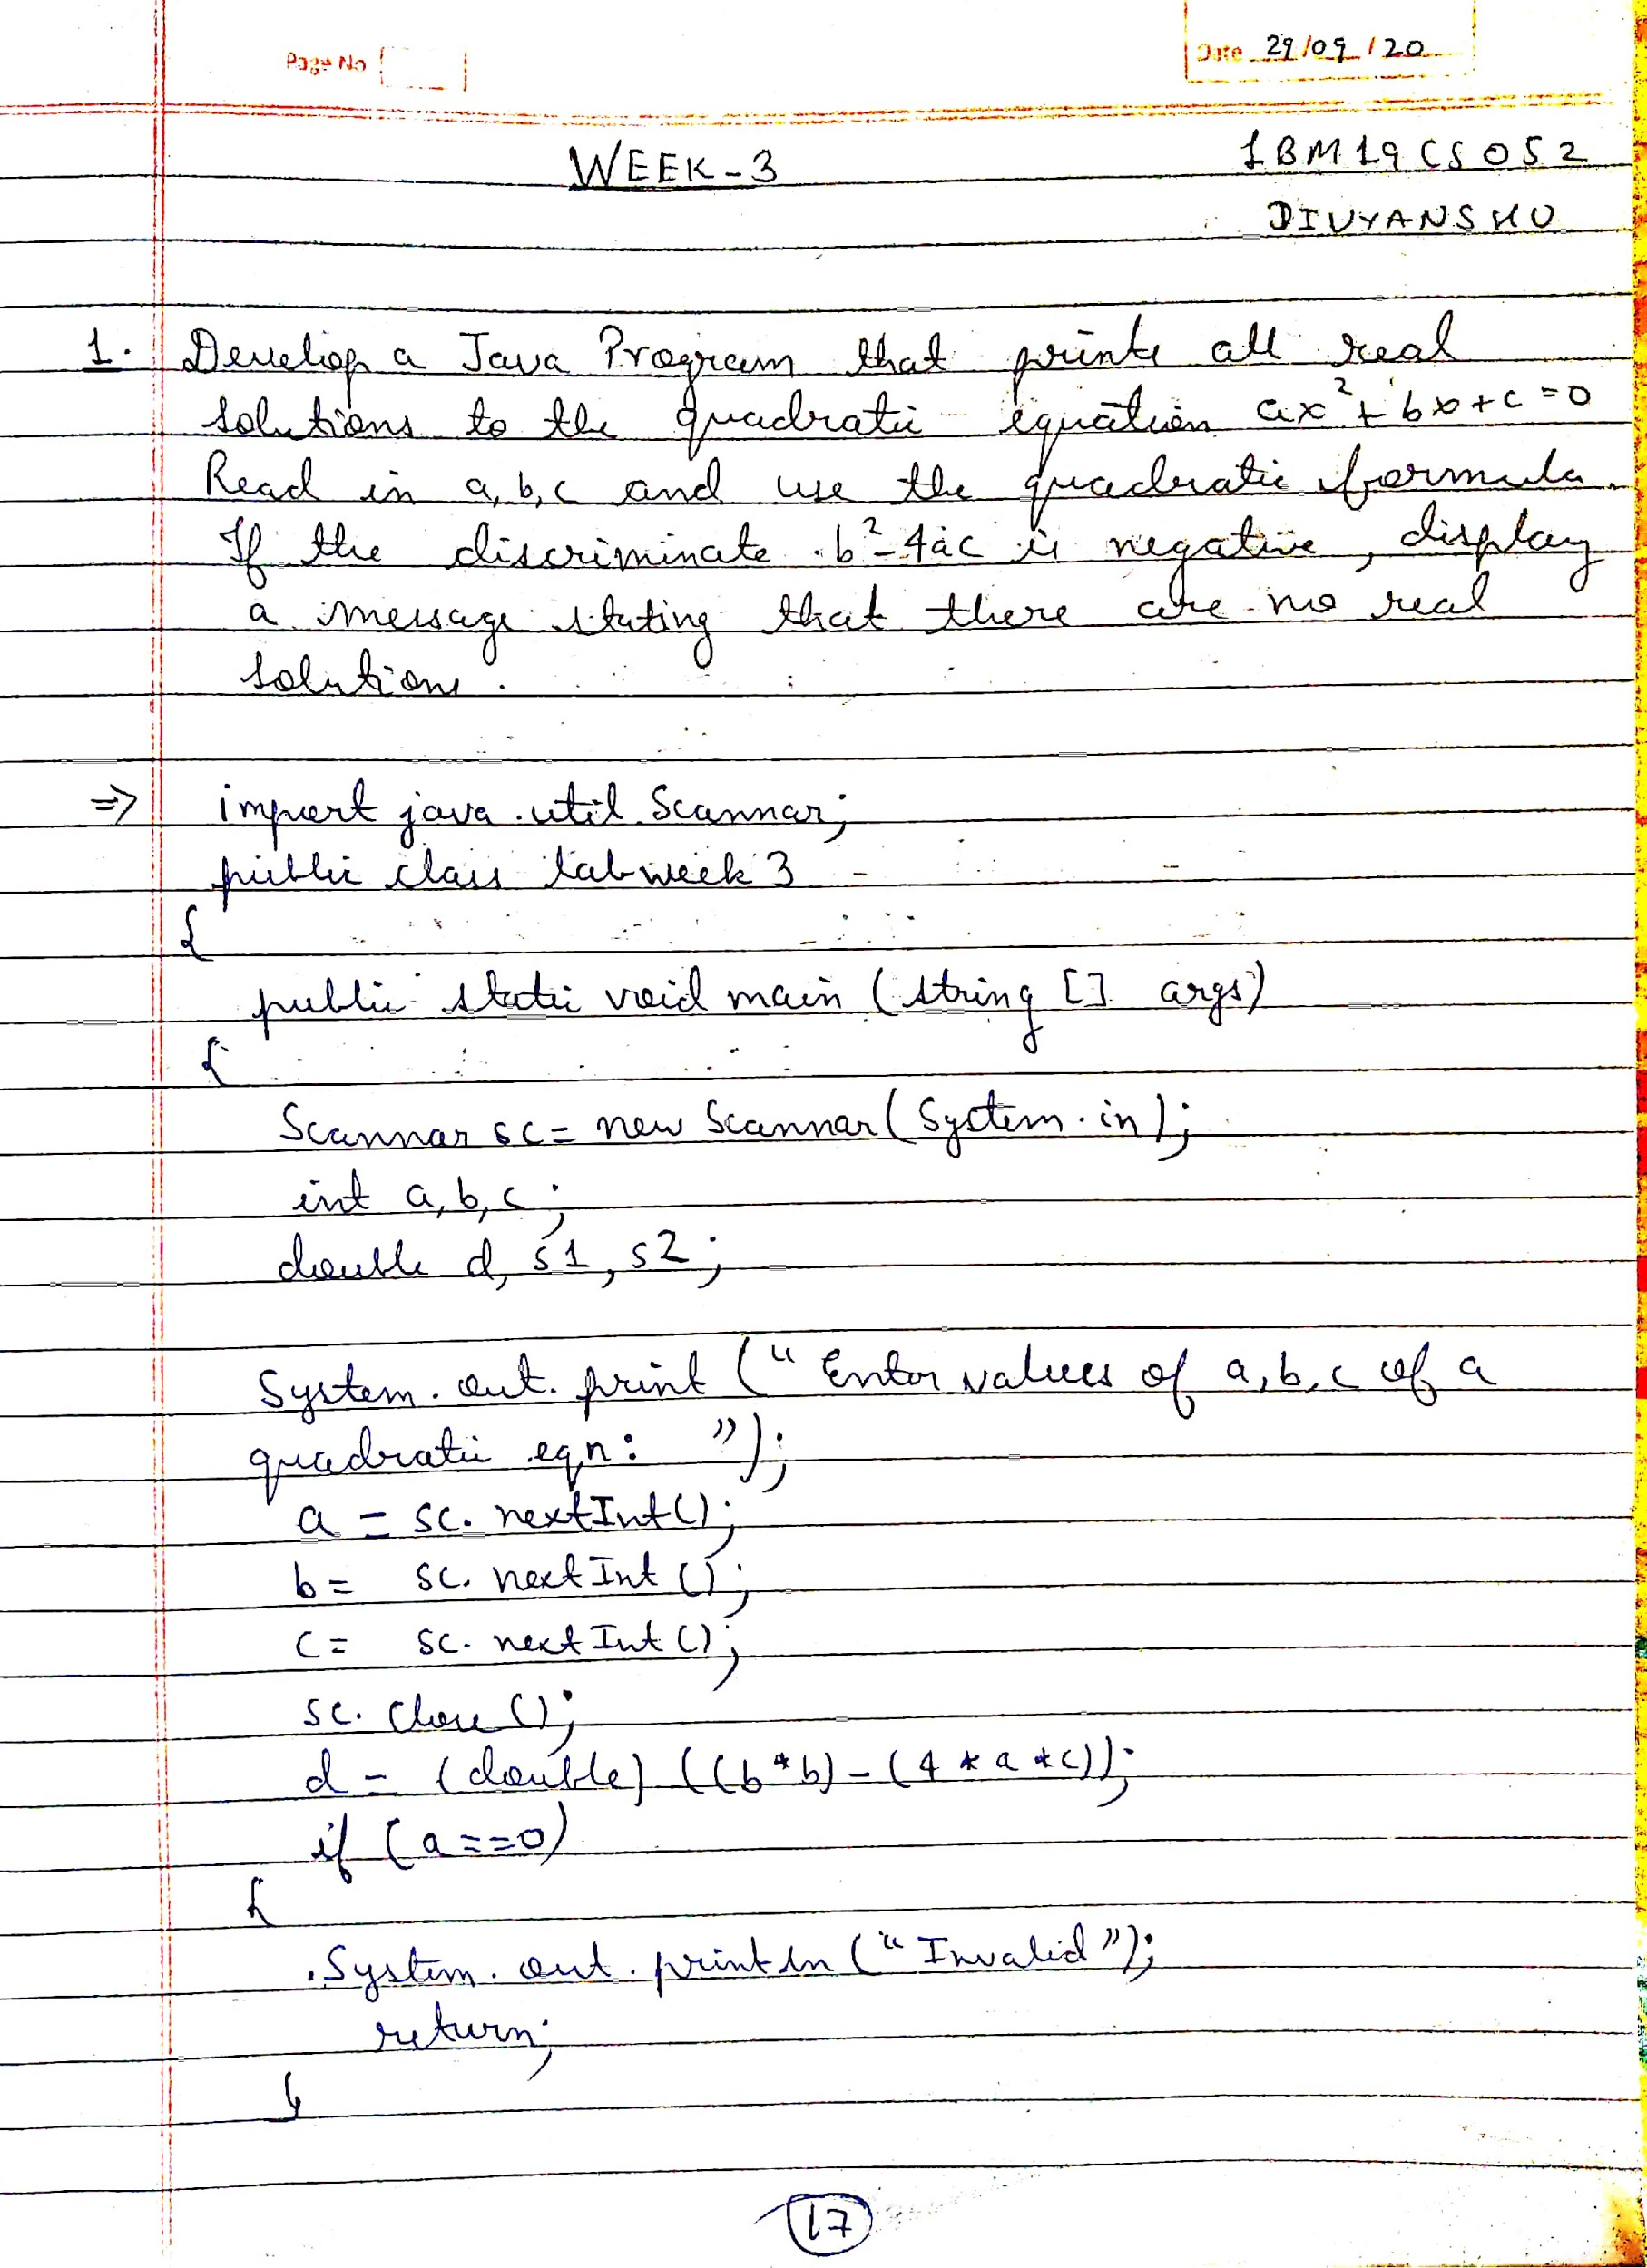 Page No
Date 29/09/20
WEEK-3
1BM19CS052
DIVYANSHU
1. Develop a Java Program that prints all real
solutions to the quadratic equation ax²+bx+c=0
Read in a, b, c and use the quadratic formula.
If the discriminate b²-4ac is negative, display
a message stating that there are no real
solutions.
⇒ import java.util.Scannar;
public class labweek3
{
public static void main (string [] args)
{
Scannar sc = new Scannar(System.in);
int a, b, c;
double d, s1, s2;
System.out.print (" Enter values of a, b, c of a
quadratic eqn: ");
a = sc. nextInt();
b = sc. nextInt();
c = sc. nextInt();
sc. close();
d = (double) ((b*b)-(4*a*c));
if (a==0)
{
System.out.println ("Invalid");
return;
}
17